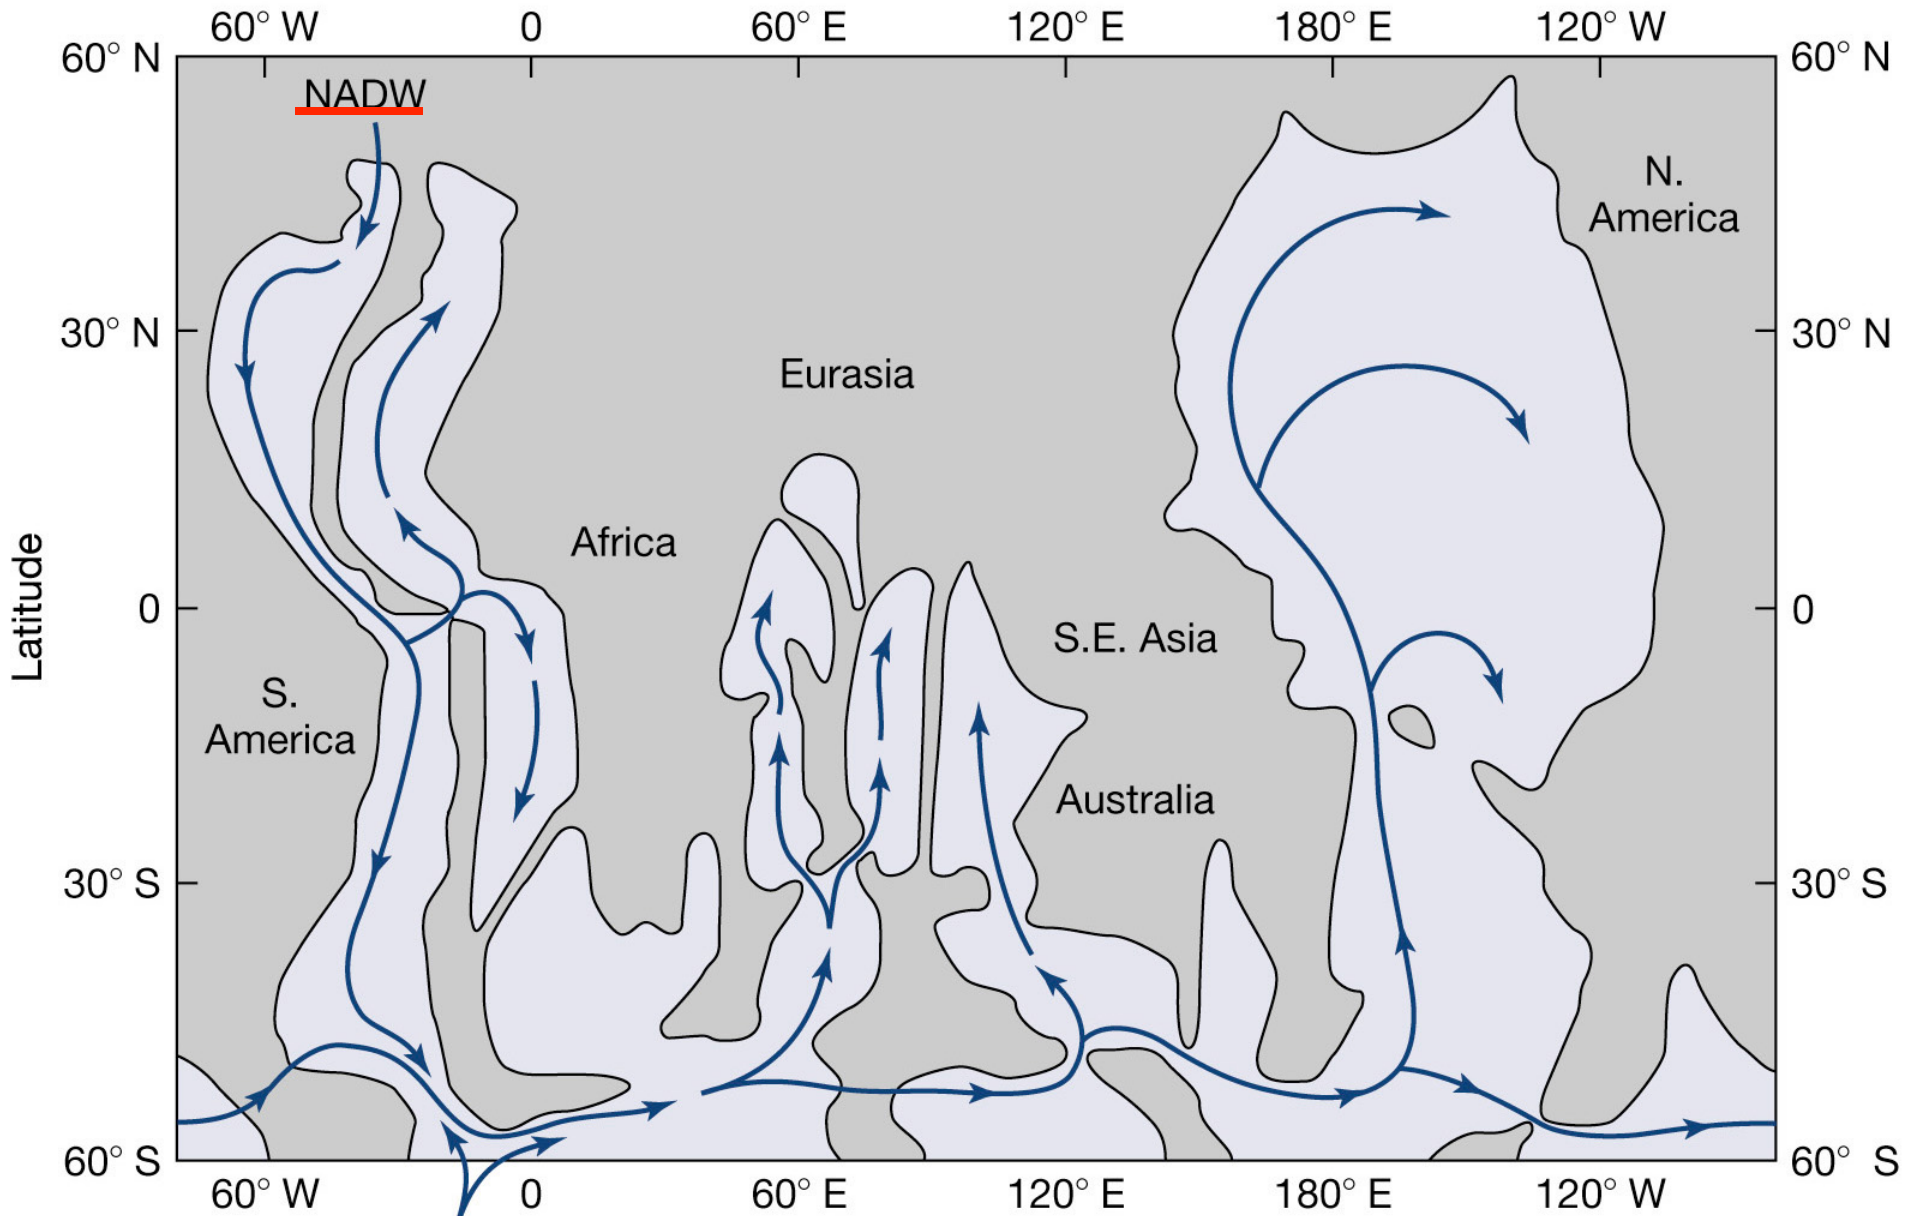 60° W 0 60° E 120° E 180° E 120° W
60° N 60° N
NADW
N.
America
30° N 30° N
Eurasia
Africa
Latitude
0 0
S.E. Asia
S.
America
Australia
30° S 30° S
60° S 60° S
60° W 0 60° E 120° E 180° E 120° W